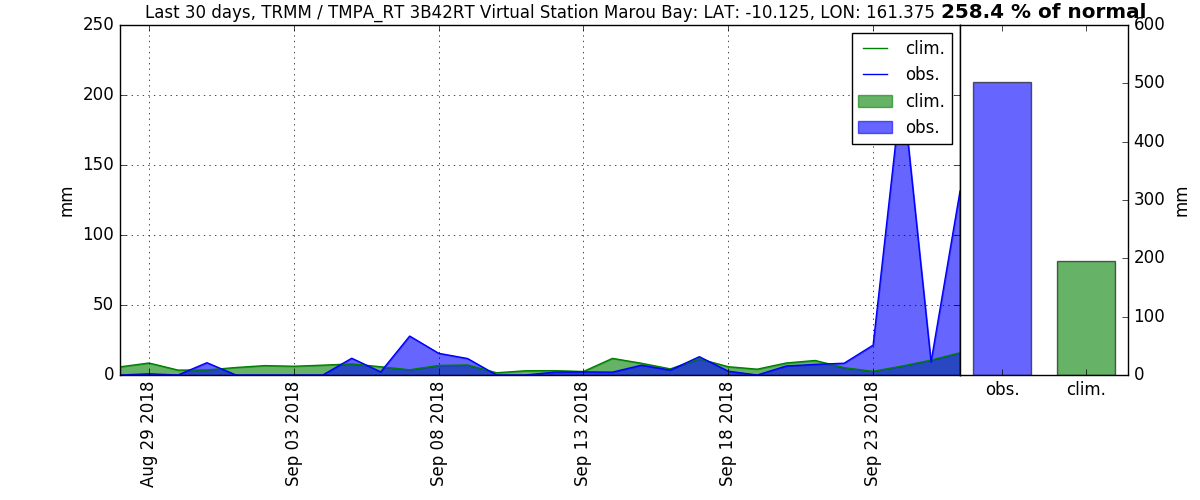 Last 30 days, TRMM / TMPA_RT 3B42RT Virtual Station Marou Bay: LAT: -10.125, LON: 161.375 258.4 % of normal
250
200
150
100
50
0
mm
clim.
obs.
clim.
obs.
600
500
400
300
200
100
0
mm
Aug 29 2018
Sep 03 2018
Sep 08 2018
Sep 13 2018
Sep 18 2018
Sep 23 2018
obs.
clim.